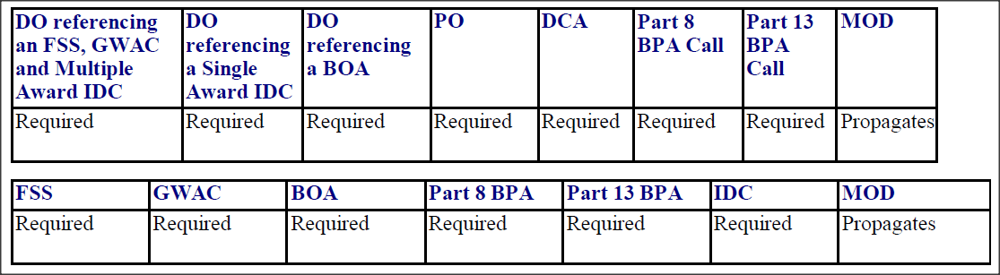 DO referencing an FSS, GWAC and Multiple Award IDC
DO referencing a Single Award IDC
DO referencing a BOA
PO
DCA
Part 8 BPA Call
Part 13 BPA Call
MOD
Required
Required
Required
Required
Required
Required
Required
Propagates
FSS
GWAC
BOA
Part 8 BPA
Part 13 BPA
IDC
MOD
Required
Required
Required
Required
Required
Required
Propagates